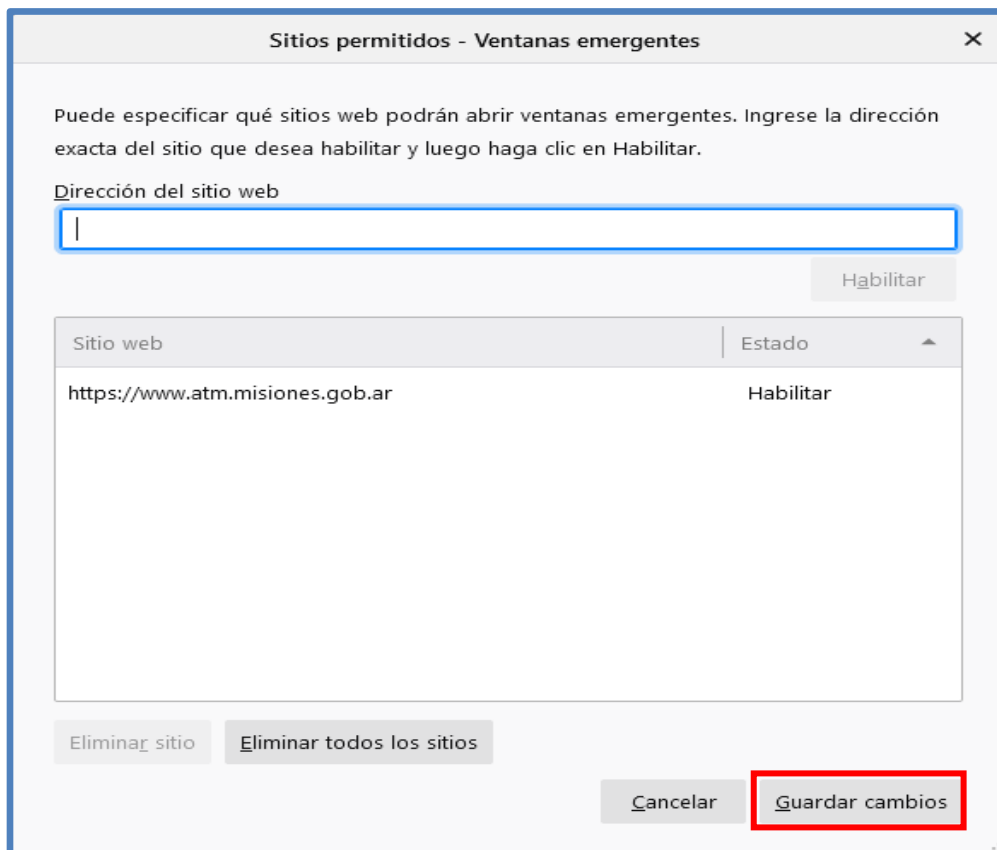 Sitios permitidos - Ventanas emergentes
Puede especificar qué sitios web podrán abrir ventanas emergentes. Ingrese la dirección
exacta del sitio que desea habilitar y luego haga clic en Habilitar.
Dirección del sitio web
Habilitar
Sitio web Estado
https://www.atm.misiones.gob.ar Habilitar
Eliminar sitio Eliminar todos los sitios
Cancelar Guardar cambios